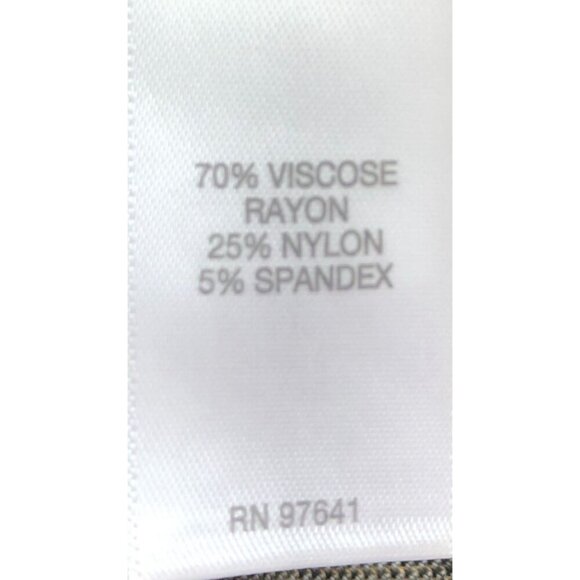 70% VISCOSE
RAYON
25% NYLON
5% SPANDEX
RN 97641